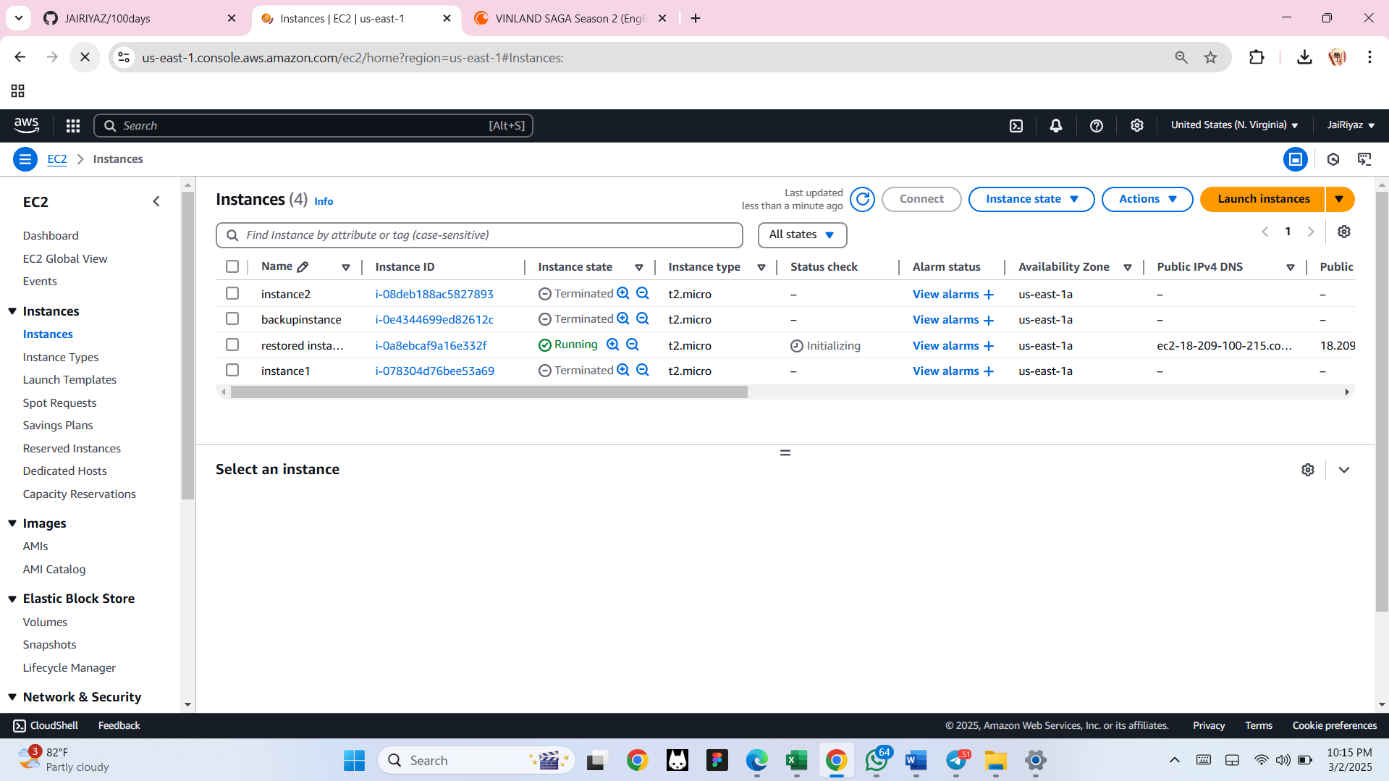 JAIRIYAZ/100days
Instances | EC2 | us-east-1
VINLAND SAGA Season 2 (Engl
us-east-1.console.aws.amazon.com/ec2/home?region=us-east-1#Instances:
aws
Search
[Alt+S]
United States (N. Virginia)
JaiRiyaz
EC2
Instances
EC2
Dashboard
EC2 Global View
Events
Instances
Instances
Instance Types
Launch Templates
Spot Requests
Savings Plans
Reserved Instances
Dedicated Hosts
Capacity Reservations
Images
AMIs
AMI Catalog
Elastic Block Store
Volumes
Snapshots
Lifecycle Manager
Network & Security
Instances (4) Info
Last updated
less than a minute ago
Connect
Instance state
Actions
Launch instances
Find Instance by attribute or tag (case-sensitive)
All states
1
Name Instance ID Instance state Instance type Status check Alarm status Availability Zone Public IPv4 DNS Public
instance2 i-08deb188ac5827893 Terminated t2.micro – View alarms + us-east-1a – –
backupinstance i-0e4344699ed82612c Terminated t2.micro – View alarms + us-east-1a – –
restored insta… i-0a8ebcaf9a16e332f Running t2.micro Initializing View alarms + us-east-1a ec2-18-209-100-215.co… 18.209
instance1 i-078304d76bee53a69 Terminated t2.micro – View alarms + us-east-1a – –
Select an instance
CloudShell
Feedback
© 2025, Amazon Web Services, Inc. or its affiliates.
Privacy
Terms
Cookie preferences
3
82°F
Partly cloudy
Search
64
51
10:15 PM
3/2/2025